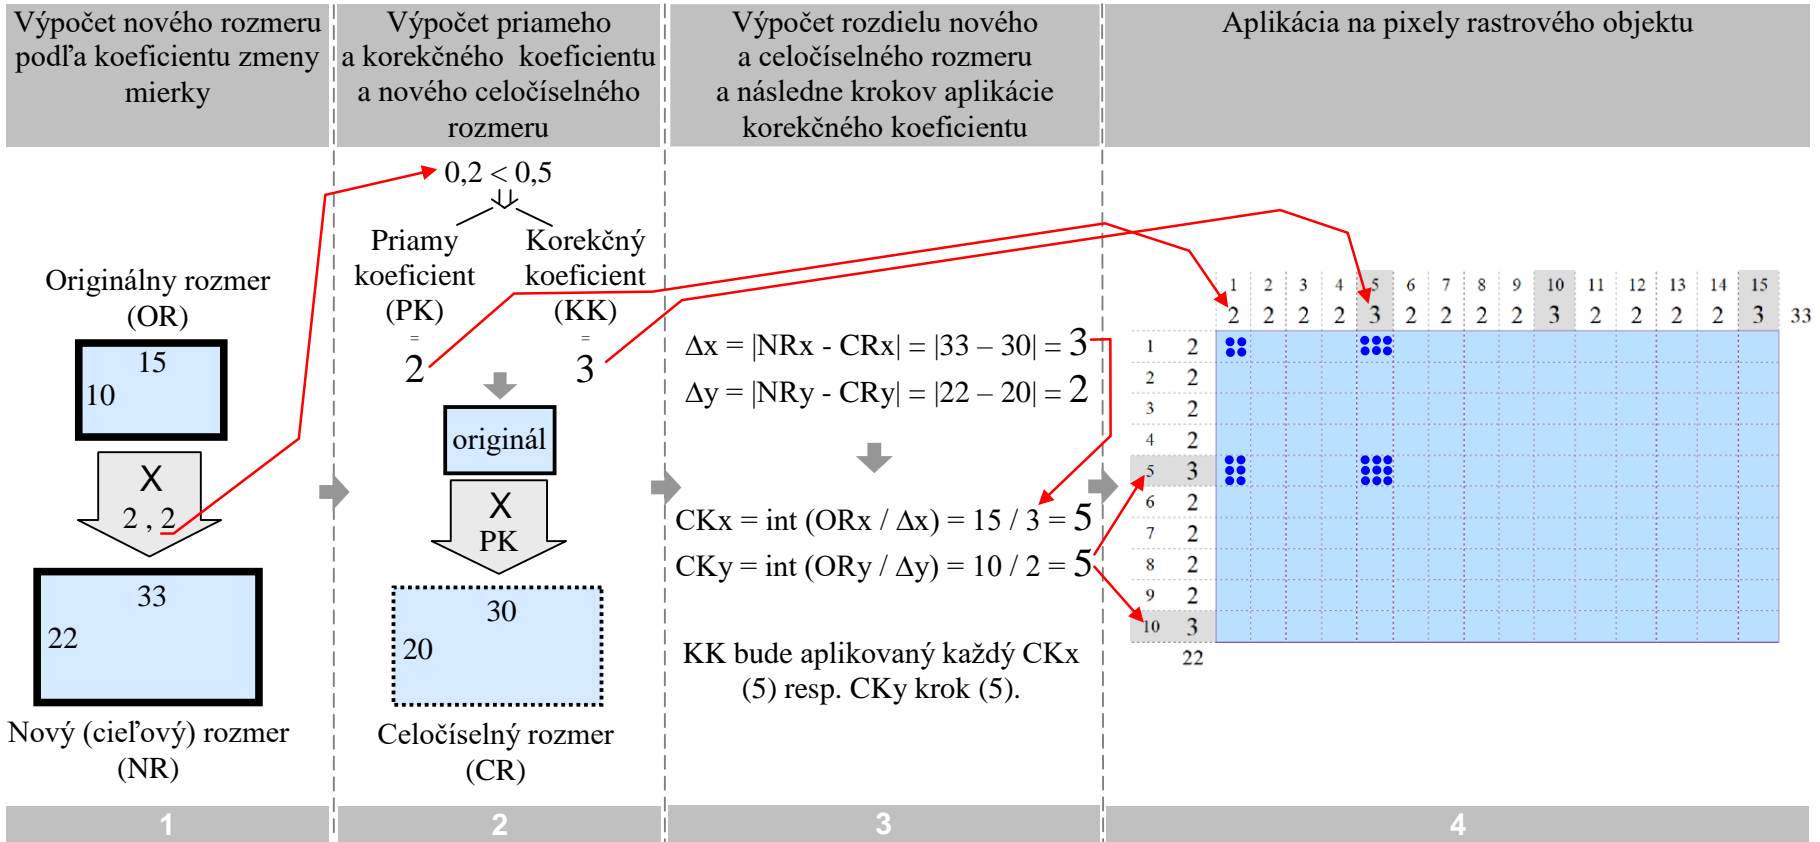 Výpočet nového rozmeru
podľa koeficientu zmeny
mierky
Originálny rozmer
(OR)
15
10
X
2 , 2
33
22
Nový (cieľový) rozmer
(NR)
1
Výpočet priameho
a korekčného koeficientu
a nového celočíselného
rozmeru
0,2 < 0,5
Priamy
koeficient
(PK)
=
2
Korekčný
koeficient
(KK)
=
3
originál
X
PK
30
20
Celočíselný rozmer
(CR)
2
Výpočet rozdielu nového
a celočíselného rozmeru
a následne krokov aplikácie
korekčného koeficientu
Δx = |NRx - CRx| = |33 – 30| = 3
Δy = |NRy - CRy| = |22 – 20| = 2
CKx = int (ORx / Δx) = 15 / 3 = 5
CKy = int (ORy / Δy) = 10 / 2 = 5
KK bude aplikovaný každý CKx
(5) resp. CKy krok (5).
3
Aplikácia na pixely rastrového objektu
1 2 3 4 5 6 7 8 9 10 11 12 13 14 15
2 2 2 2 3 2 2 2 2 3 2 2 2 2 3 33
1 2
2 2
3 2
4 2
5 3
6 2
7 2
8 2
9 2
10 3
22
4